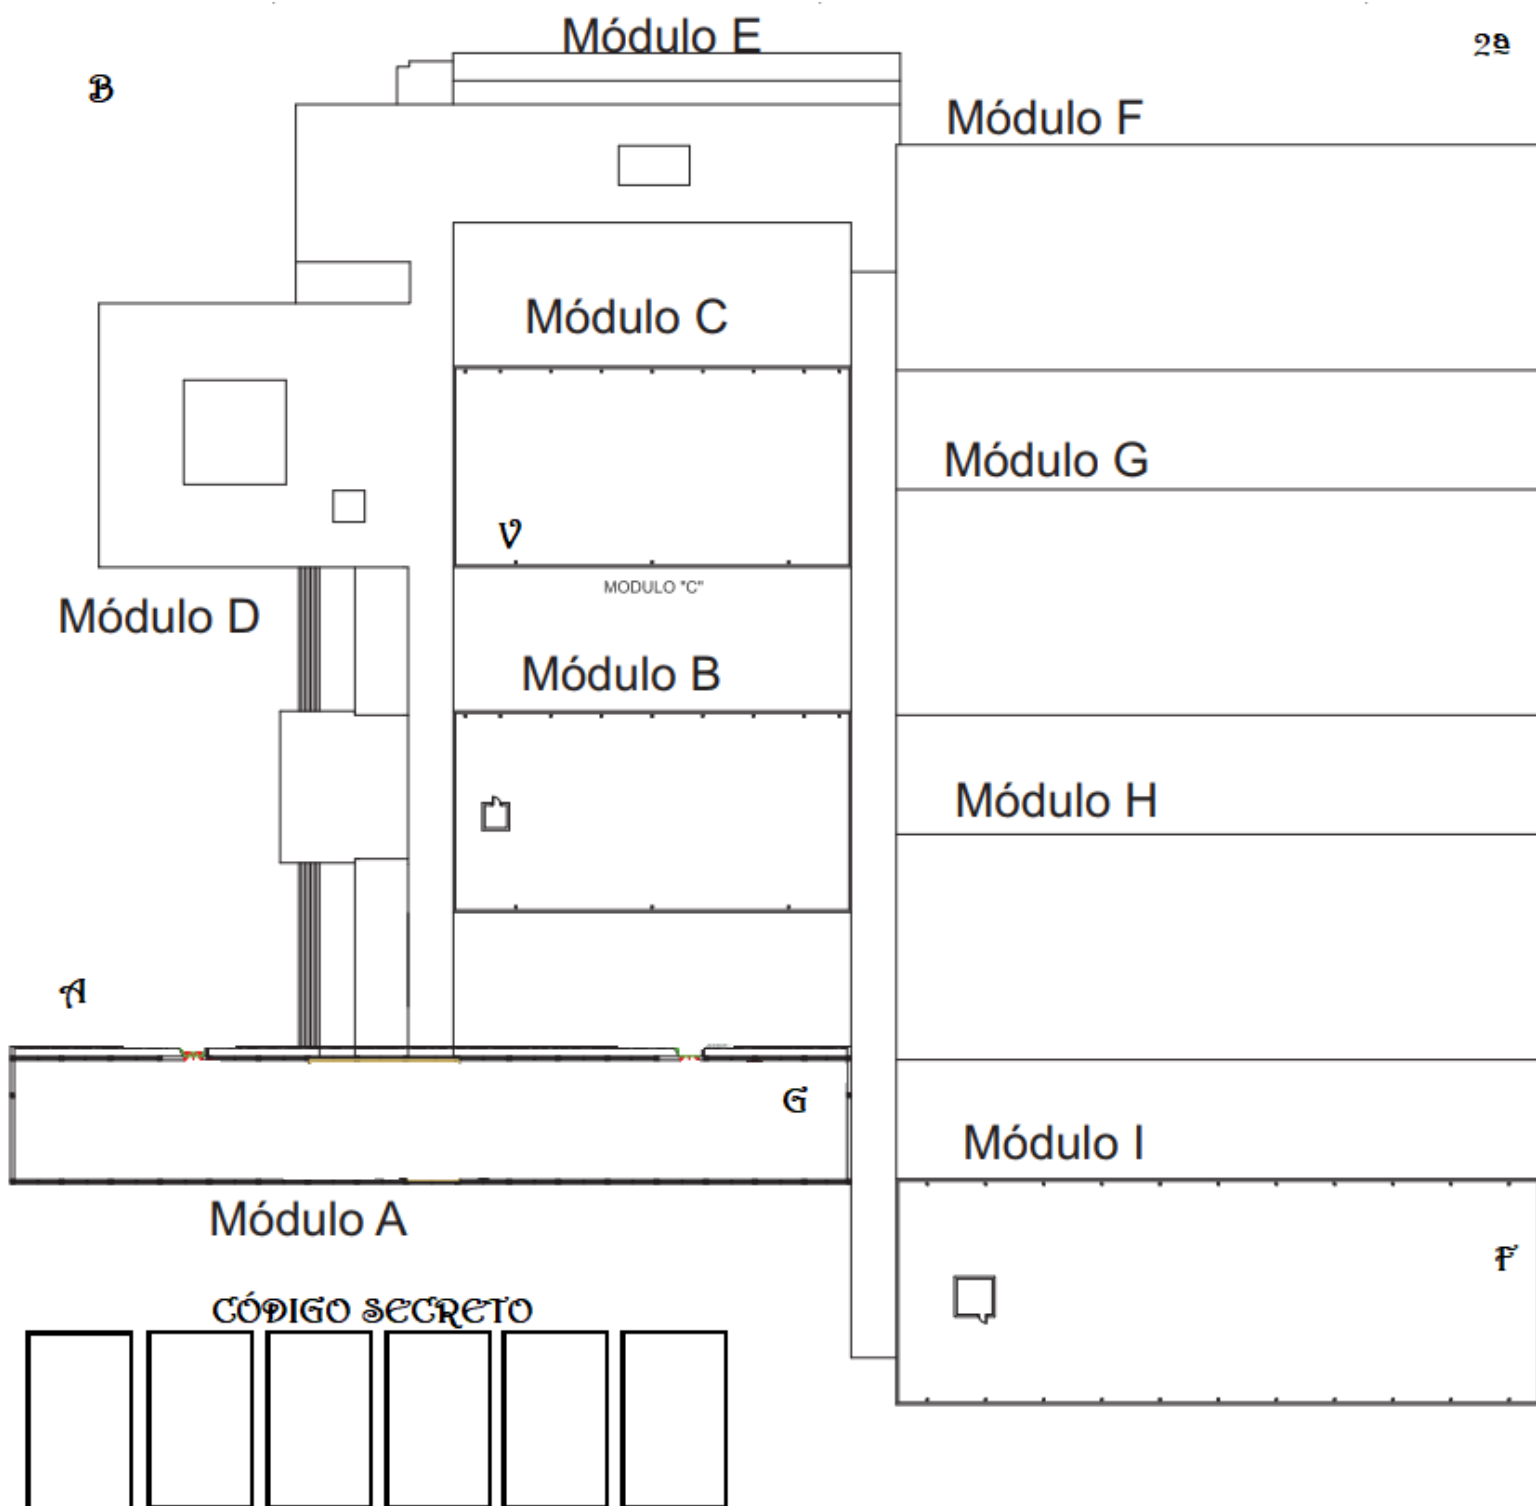 Módulo E
2ª
B
Módulo F
Módulo C
Módulo G
V
MODULO "C"
Módulo D
Módulo B
Módulo H
A
G
Módulo I
Módulo A
F
CÓDIGO SECRETO